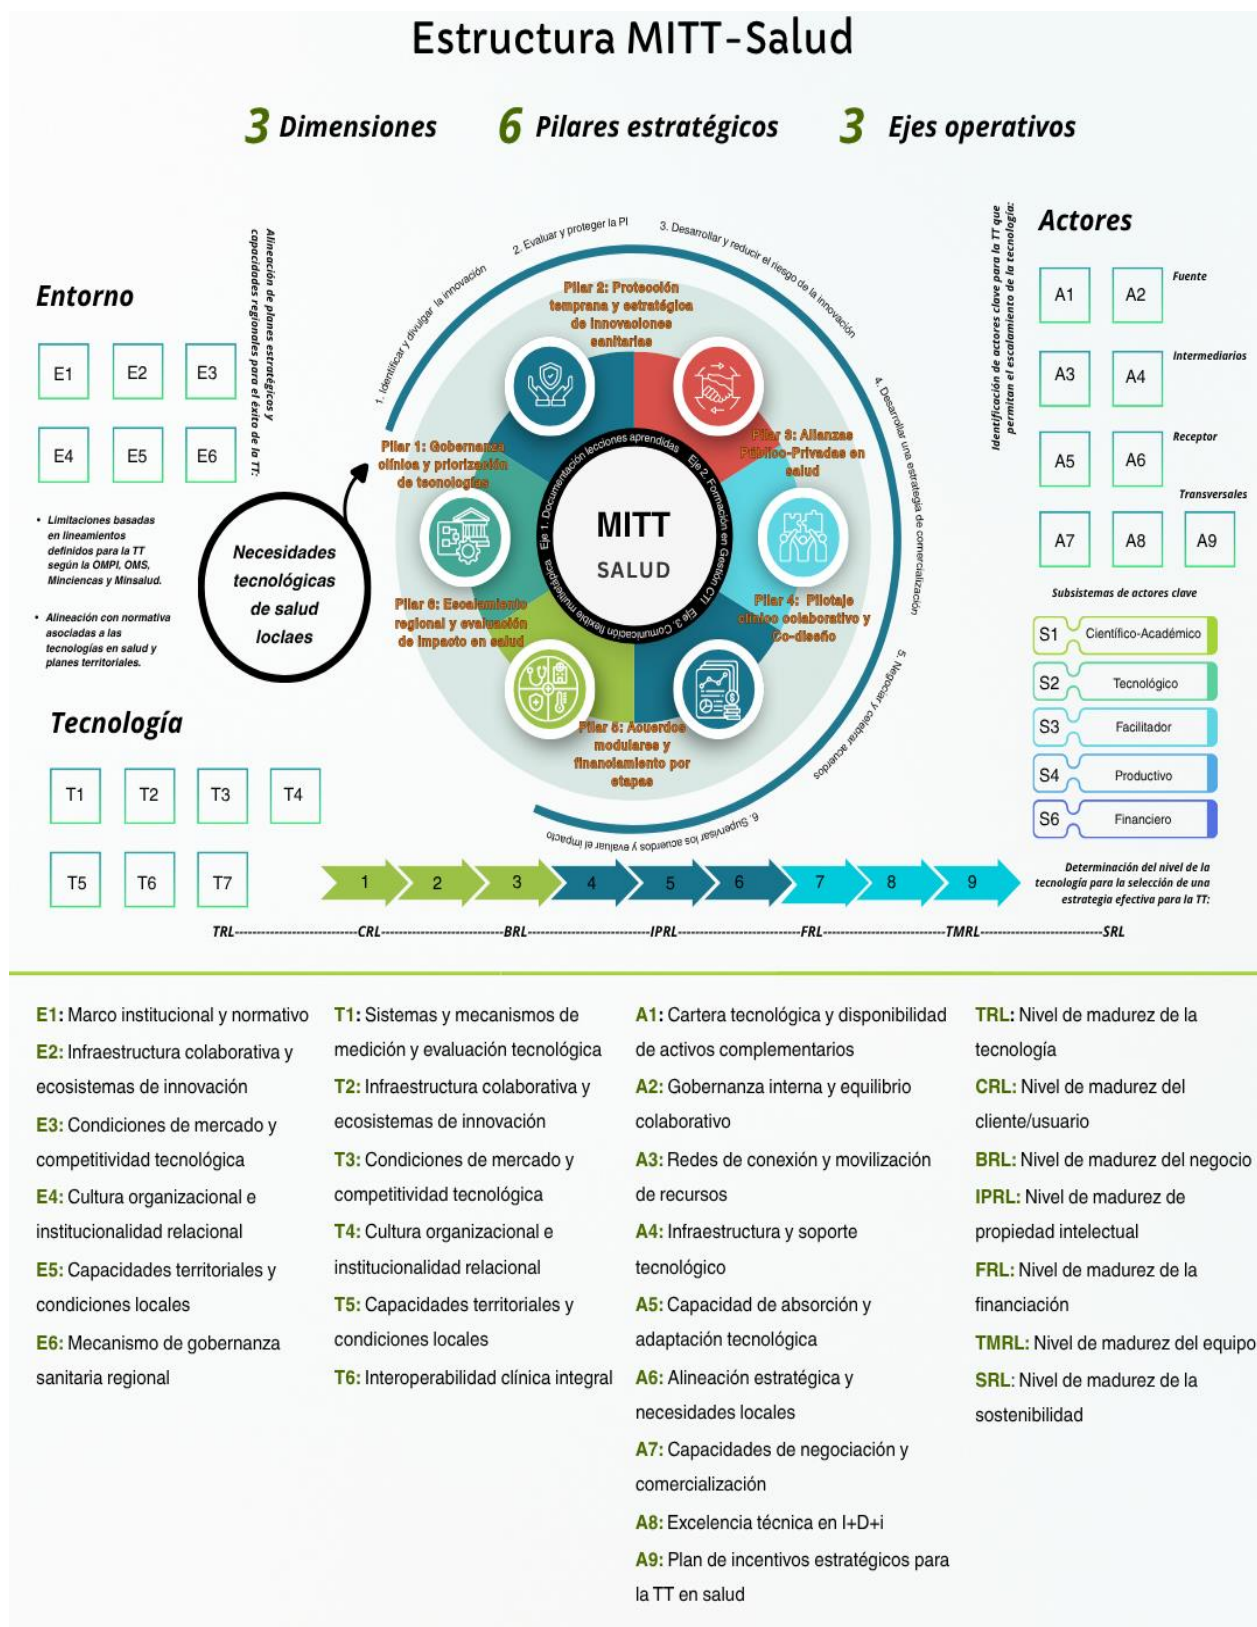 Estructura MITT-Salud
3 Dimensiones
6 Pilares estratégicos
3 Ejes operativos
Entorno
E1
E2
E3
E4
E5
E6
Alineación de planes estratégicos y
capacidades regionales para el éxito de la TT:
• Limitaciones basadas
en lineamientos
definidos para la TT
según la OMPI, OMS,
Minciencas y Minsalud.
• Alineación con normativa
asociadas a las
tecnologías en salud y
planes territoriales.
Necesidades
tecnológicas
de salud
loclaes
1. Identificar y divulgar la innovación
2. Evaluar y proteger la PI
3. Desarrollar y reducir el riesgo de la innovación
4. Desarrollar una estrategia de comercialización
5. Negociar y celebrar acuerdos
6. Supervisar los acuerdos y evaluar el impacto
Pilar 1: Gobernanza
clínica y priorización
de tecnologías
Pilar 2: Protección
temprana y estratégica
de innovaciones
sanitarias
Pilar 3: Alianzas
Público-Privadas en
salud
Pilar 4: Pilotaje
clínico colaborativo y
Co-diseño
Pilar 5: Acuerdos
modulares y
financiamiento por
etapas
Pilar 6: Escalamiento
regional y evaluación
de impacto en salud
Eje 1. Documentación lecciones aprendidas
Eje 2. Formación en Gestión CTI
Eje 3. Comunicación flexible multietápica
MITT
SALUD
Identificación de actores clave para la TT que
permitan el escalamiento de la tecnología:
Actores
A1
A2
Fuente
A3
A4
Intermediarios
A5
A6
Receptor
Transversales
A7
A8
A9
Subsistemas de actores clave
S1 Científico-Académico
S2 Tecnológico
S3 Facilitador
S4 Productivo
S6 Financiero
Tecnología
T1
T2
T3
T4
T5
T6
T7
1
2
3
4
5
6
7
8
9
Determinación del nivel de la
tecnología para la selección de una
estrategia efectiva para la TT:
TRL----------------------------CRL----------------------------BRL----------------------------IPRL----------------------------FRL----------------------------TMRL----------------------------SRL
E1: Marco institucional y normativo
E2: Infraestructura colaborativa y
ecosistemas de innovación
E3: Condiciones de mercado y
competitividad tecnológica
E4: Cultura organizacional e
institucionalidad relacional
E5: Capacidades territoriales y
condiciones locales
E6: Mecanismo de gobernanza
sanitaria regional
T1: Sistemas y mecanismos de
medición y evaluación tecnológica
T2: Infraestructura colaborativa y
ecosistemas de innovación
T3: Condiciones de mercado y
competitividad tecnológica
T4: Cultura organizacional e
institucionalidad relacional
T5: Capacidades territoriales y
condiciones locales
T6: Interoperabilidad clínica integral
A1: Cartera tecnológica y disponibilidad
de activos complementarios
A2: Gobernanza interna y equilibrio
colaborativo
A3: Redes de conexión y movilización
de recursos
A4: Infraestructura y soporte
tecnológico
A5: Capacidad de absorción y
adaptación tecnológica
A6: Alineación estratégica y
necesidades locales
A7: Capacidades de negociación y
comercialización
A8: Excelencia técnica en I+D+i
A9: Plan de incentivos estratégicos para
la TT en salud
TRL: Nivel de madurez de la
tecnología
CRL: Nivel de madurez del
cliente/usuario
BRL: Nivel de madurez del negocio
IPRL: Nivel de madurez de
propiedad intelectual
FRL: Nivel de madurez de la
financiación
TMRL: Nivel de madurez del equipo
SRL: Nivel de madurez de la
sostenibilidad